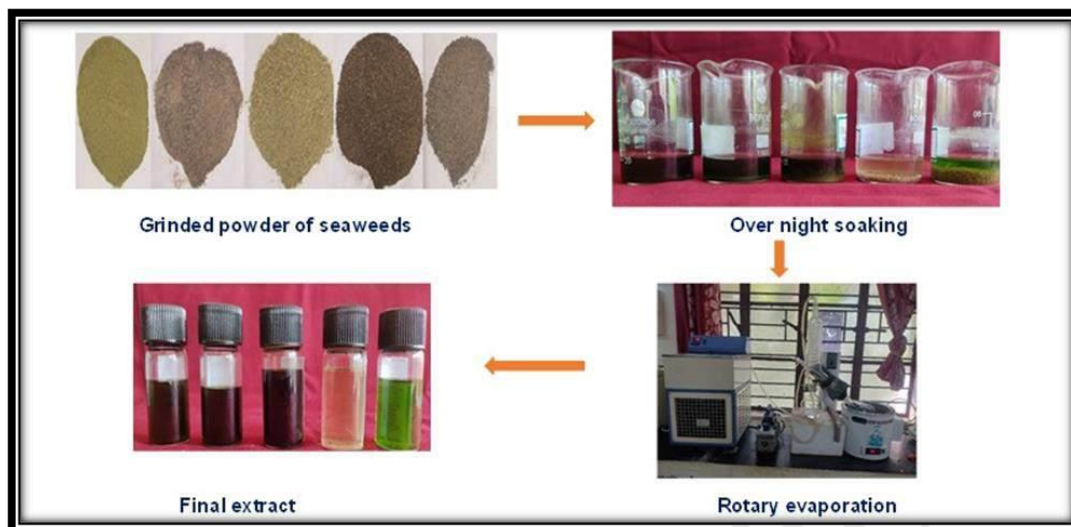 Grinded powder of seaweeds
Over night soaking
Final extract
Rotary evaporation